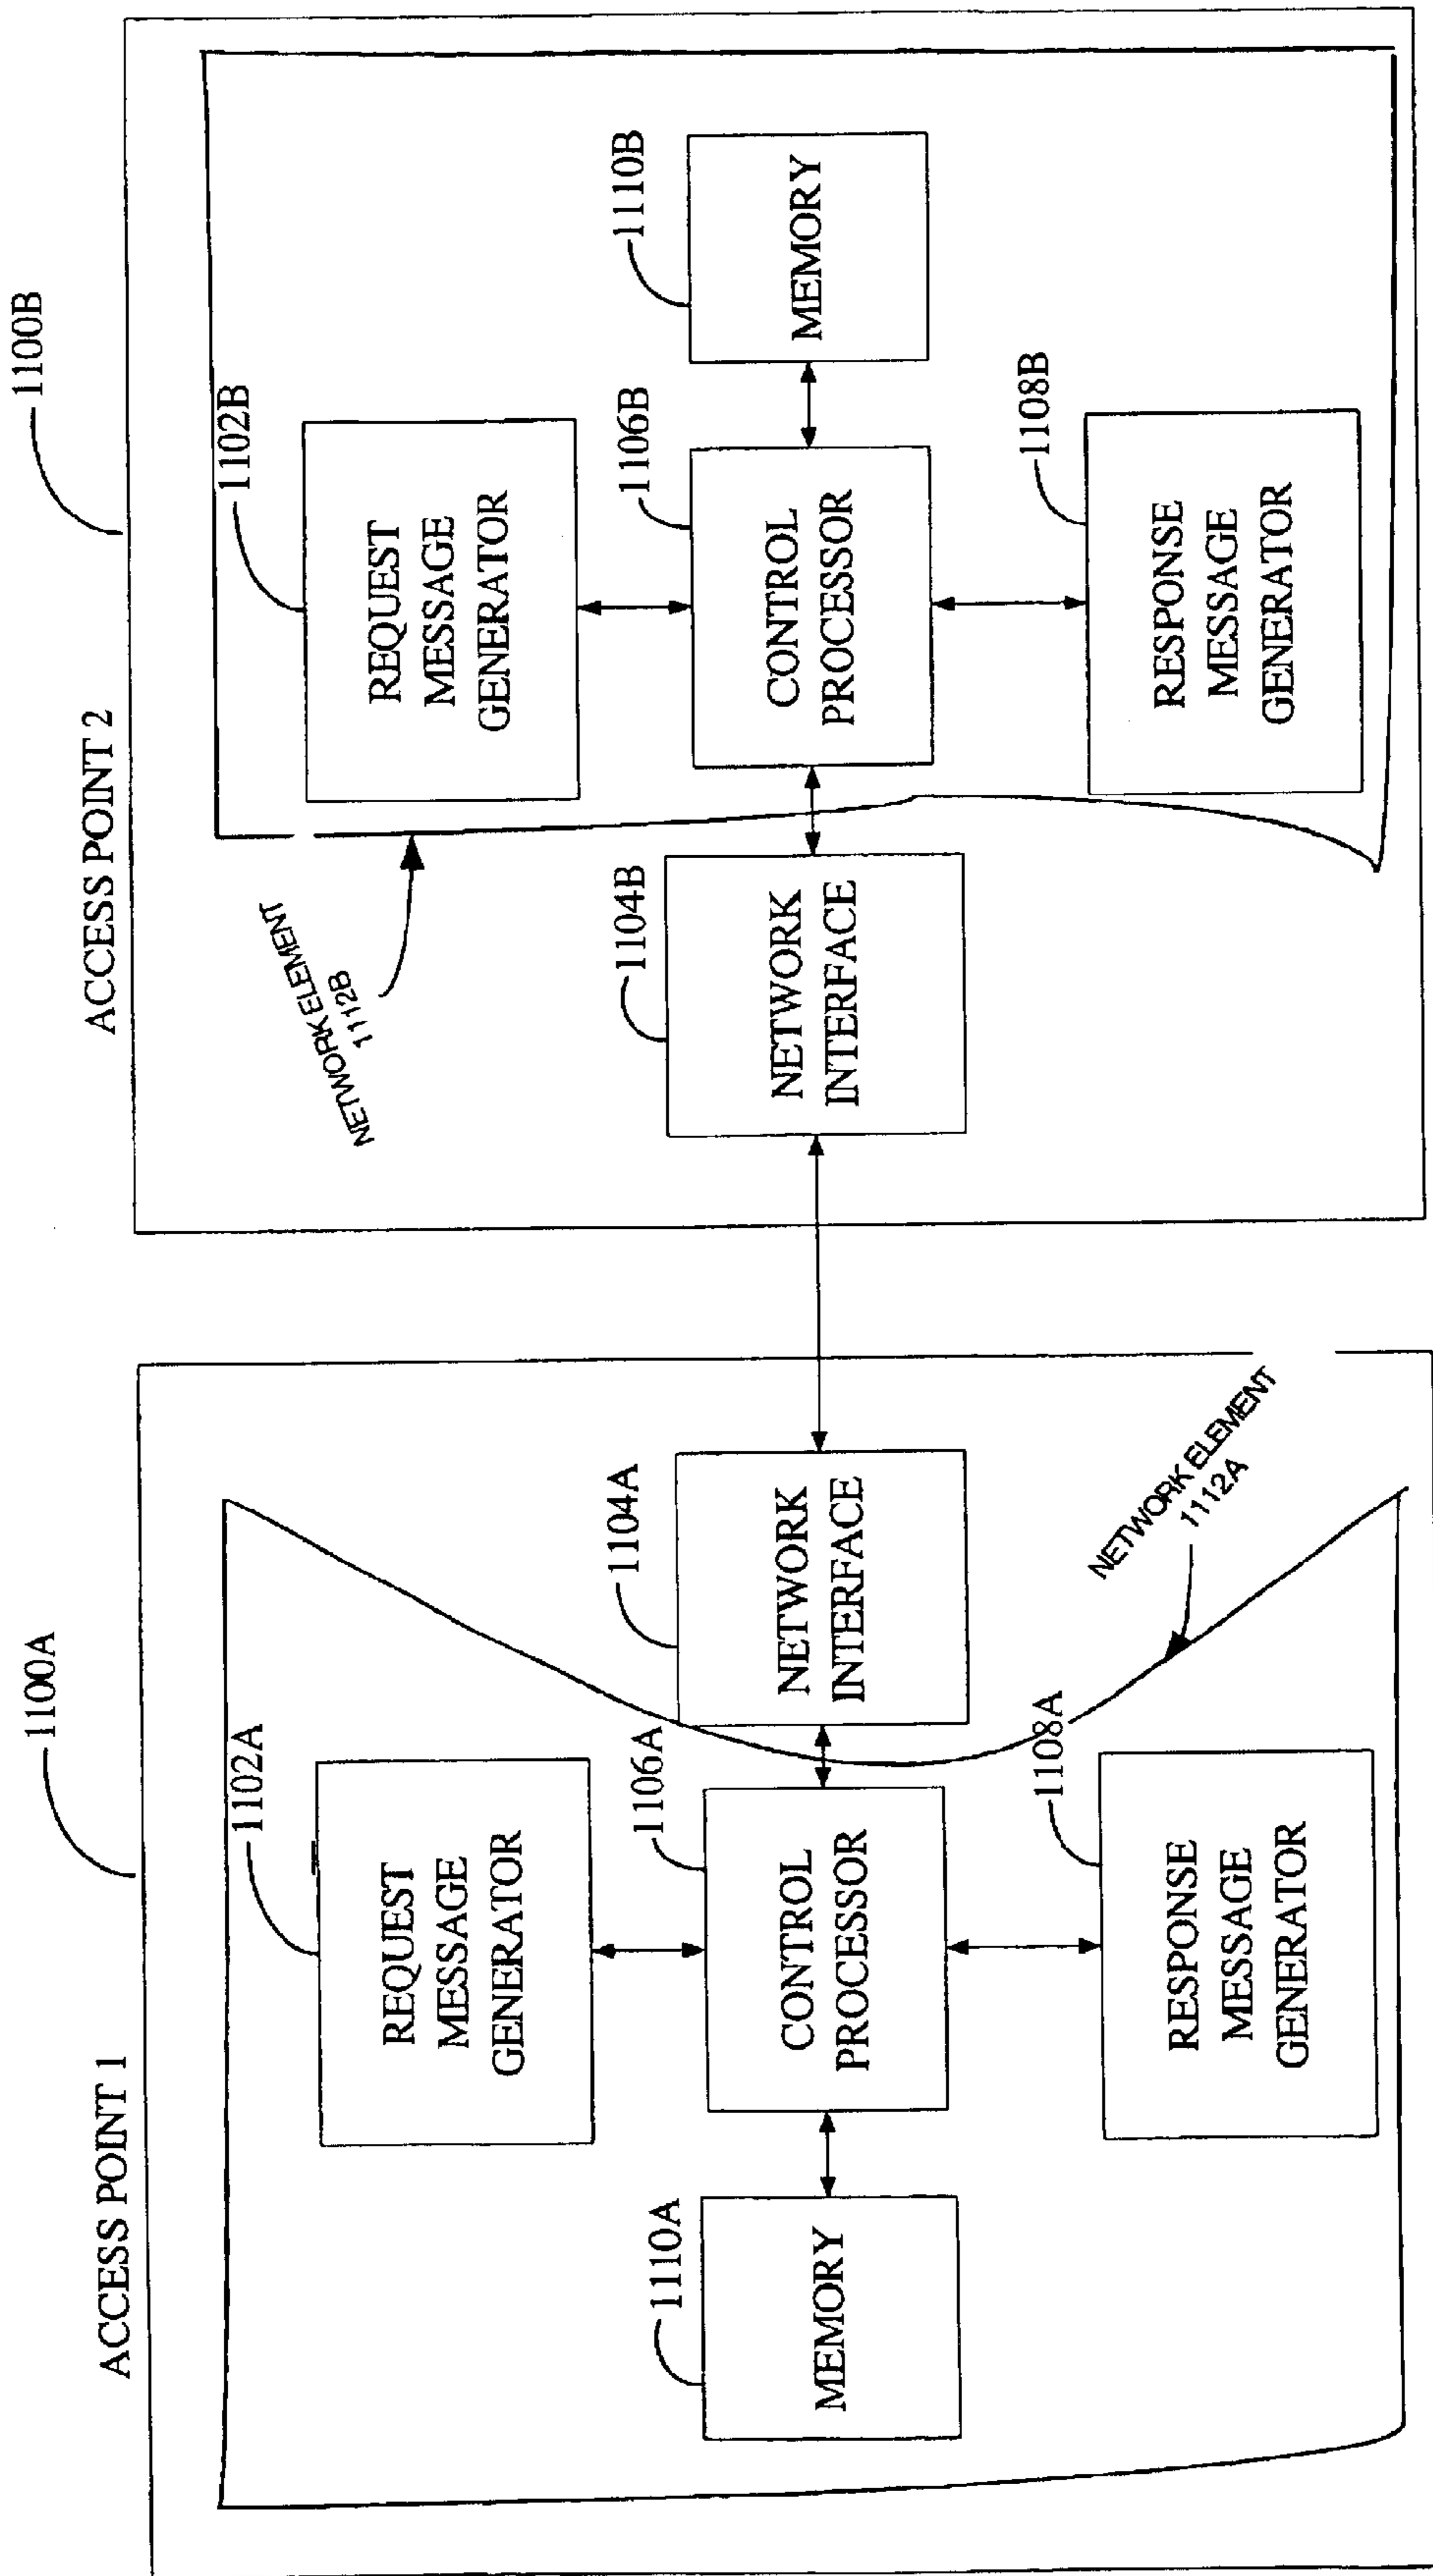 1100A
ACCESS POINT 1
1102A
REQUEST
MESSAGE
GENERATOR
1110A
MEMORY
1106A
CONTROL
PROCESSOR
1104A
NETWORK
INTERFACE
1108A
RESPONSE
MESSAGE
GENERATOR
NETWORK ELEMENT
1112A
1100B
ACCESS POINT 2
NETWORK ELEMENT
1112B
1102B
REQUEST
MESSAGE
GENERATOR
1104B
NETWORK
INTERFACE
1106B
CONTROL
PROCESSOR
1110B
MEMORY
1108B
RESPONSE
MESSAGE
GENERATOR